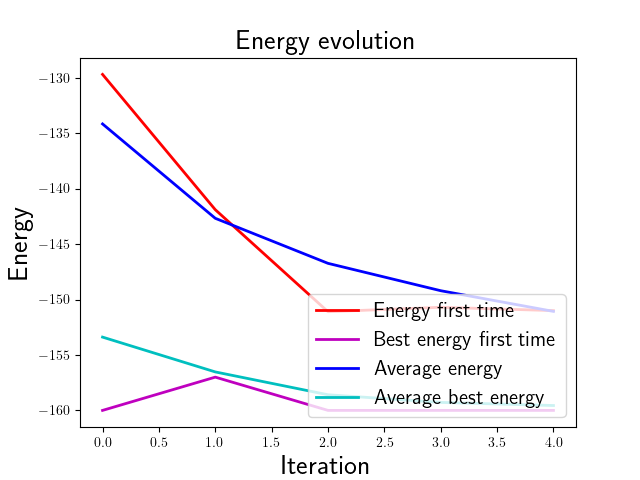 Energy evolution
Energy
−130
−135
−140
−145
−150
−155
−160
Energy first time
Best energy first time
Average energy
Average best energy
0.0 0.5 1.0 1.5 2.0 2.5 3.0 3.5 4.0
Iteration